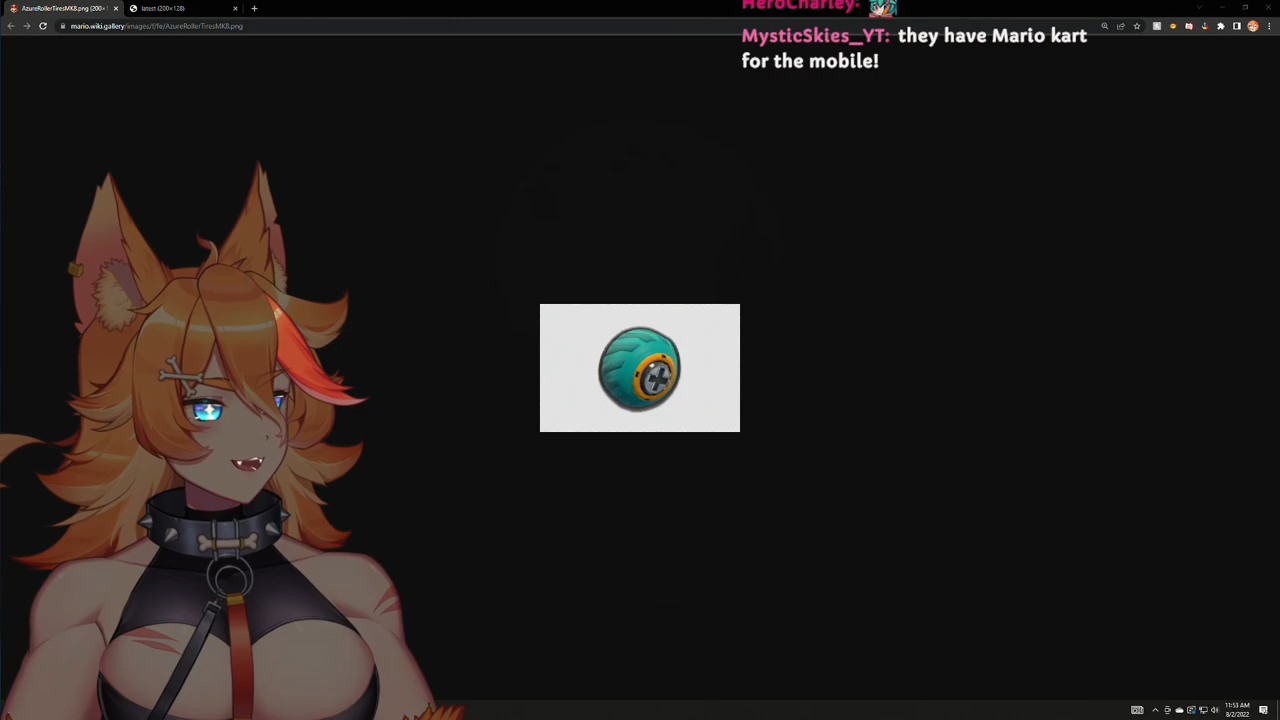 AzureRollerTiresMK8.png (200×
latest (200×128)
mario.wiki.gallery/images/f/fe/AzureRollerTiresMK8.png
HeroCharley:
MysticSkies_YT: they have Mario kart
for the mobile!
11:53 AM
8/2/2022